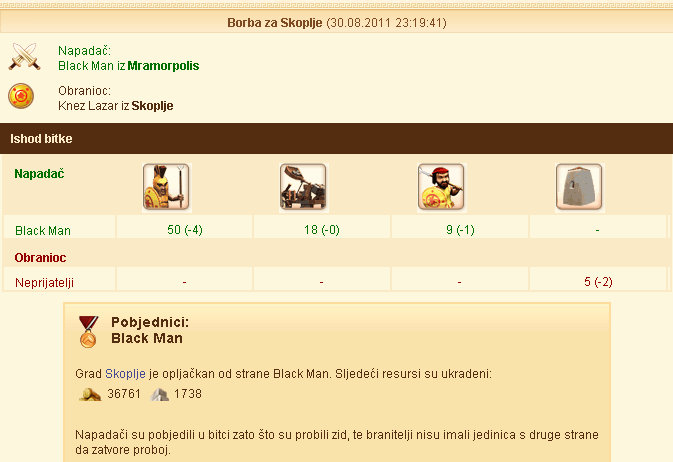 Borba za Skoplje (30.08.2011 23:19:41)
Napadač:
Black Man iz Mramorpolis
Obranioc:
Knez Lazar iz Skoplje
Ishod bitke
Napadač
Black Man 50 (-4) 18 (-0) 9 (-1) -
Obranioc
Neprijatelji - - - 5 (-2)
Pobjednici:
Black Man
Grad Skoplje je opljačkan od strane Black Man. Sljedeći resursi su ukradeni:
36761 1738
Napadači su pobjedili u bitci zato što su probili zid, te branitelji nisu imali jedinica s druge strane
da zatvore proboj.